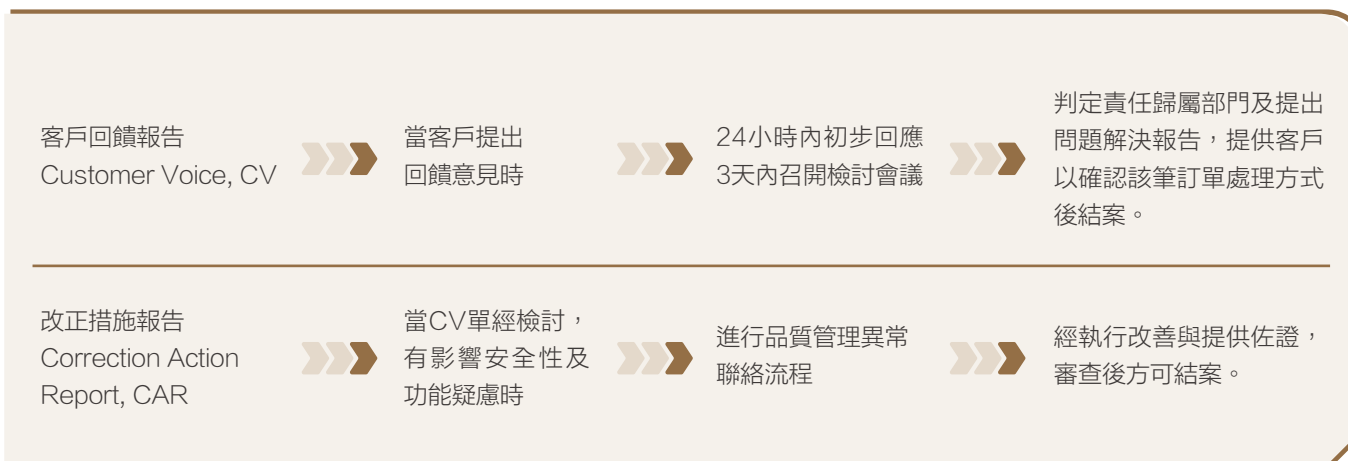 客戶回饋報告
Customer Voice, CV
當客戶提出
回饋意見時
24小時內初步回應
3天內召開檢討會議
判定責任歸屬部門及提出
問題解決報告，提供客戶
以確認該筆訂單處理方式
後結案。
改正措施報告
Correction Action
Report, CAR
當CV單經檢討，
有影響安全性及
功能疑慮時
進行品質管理異常
聯絡流程
經執行改善與提供佐證，
審查後方可結案。